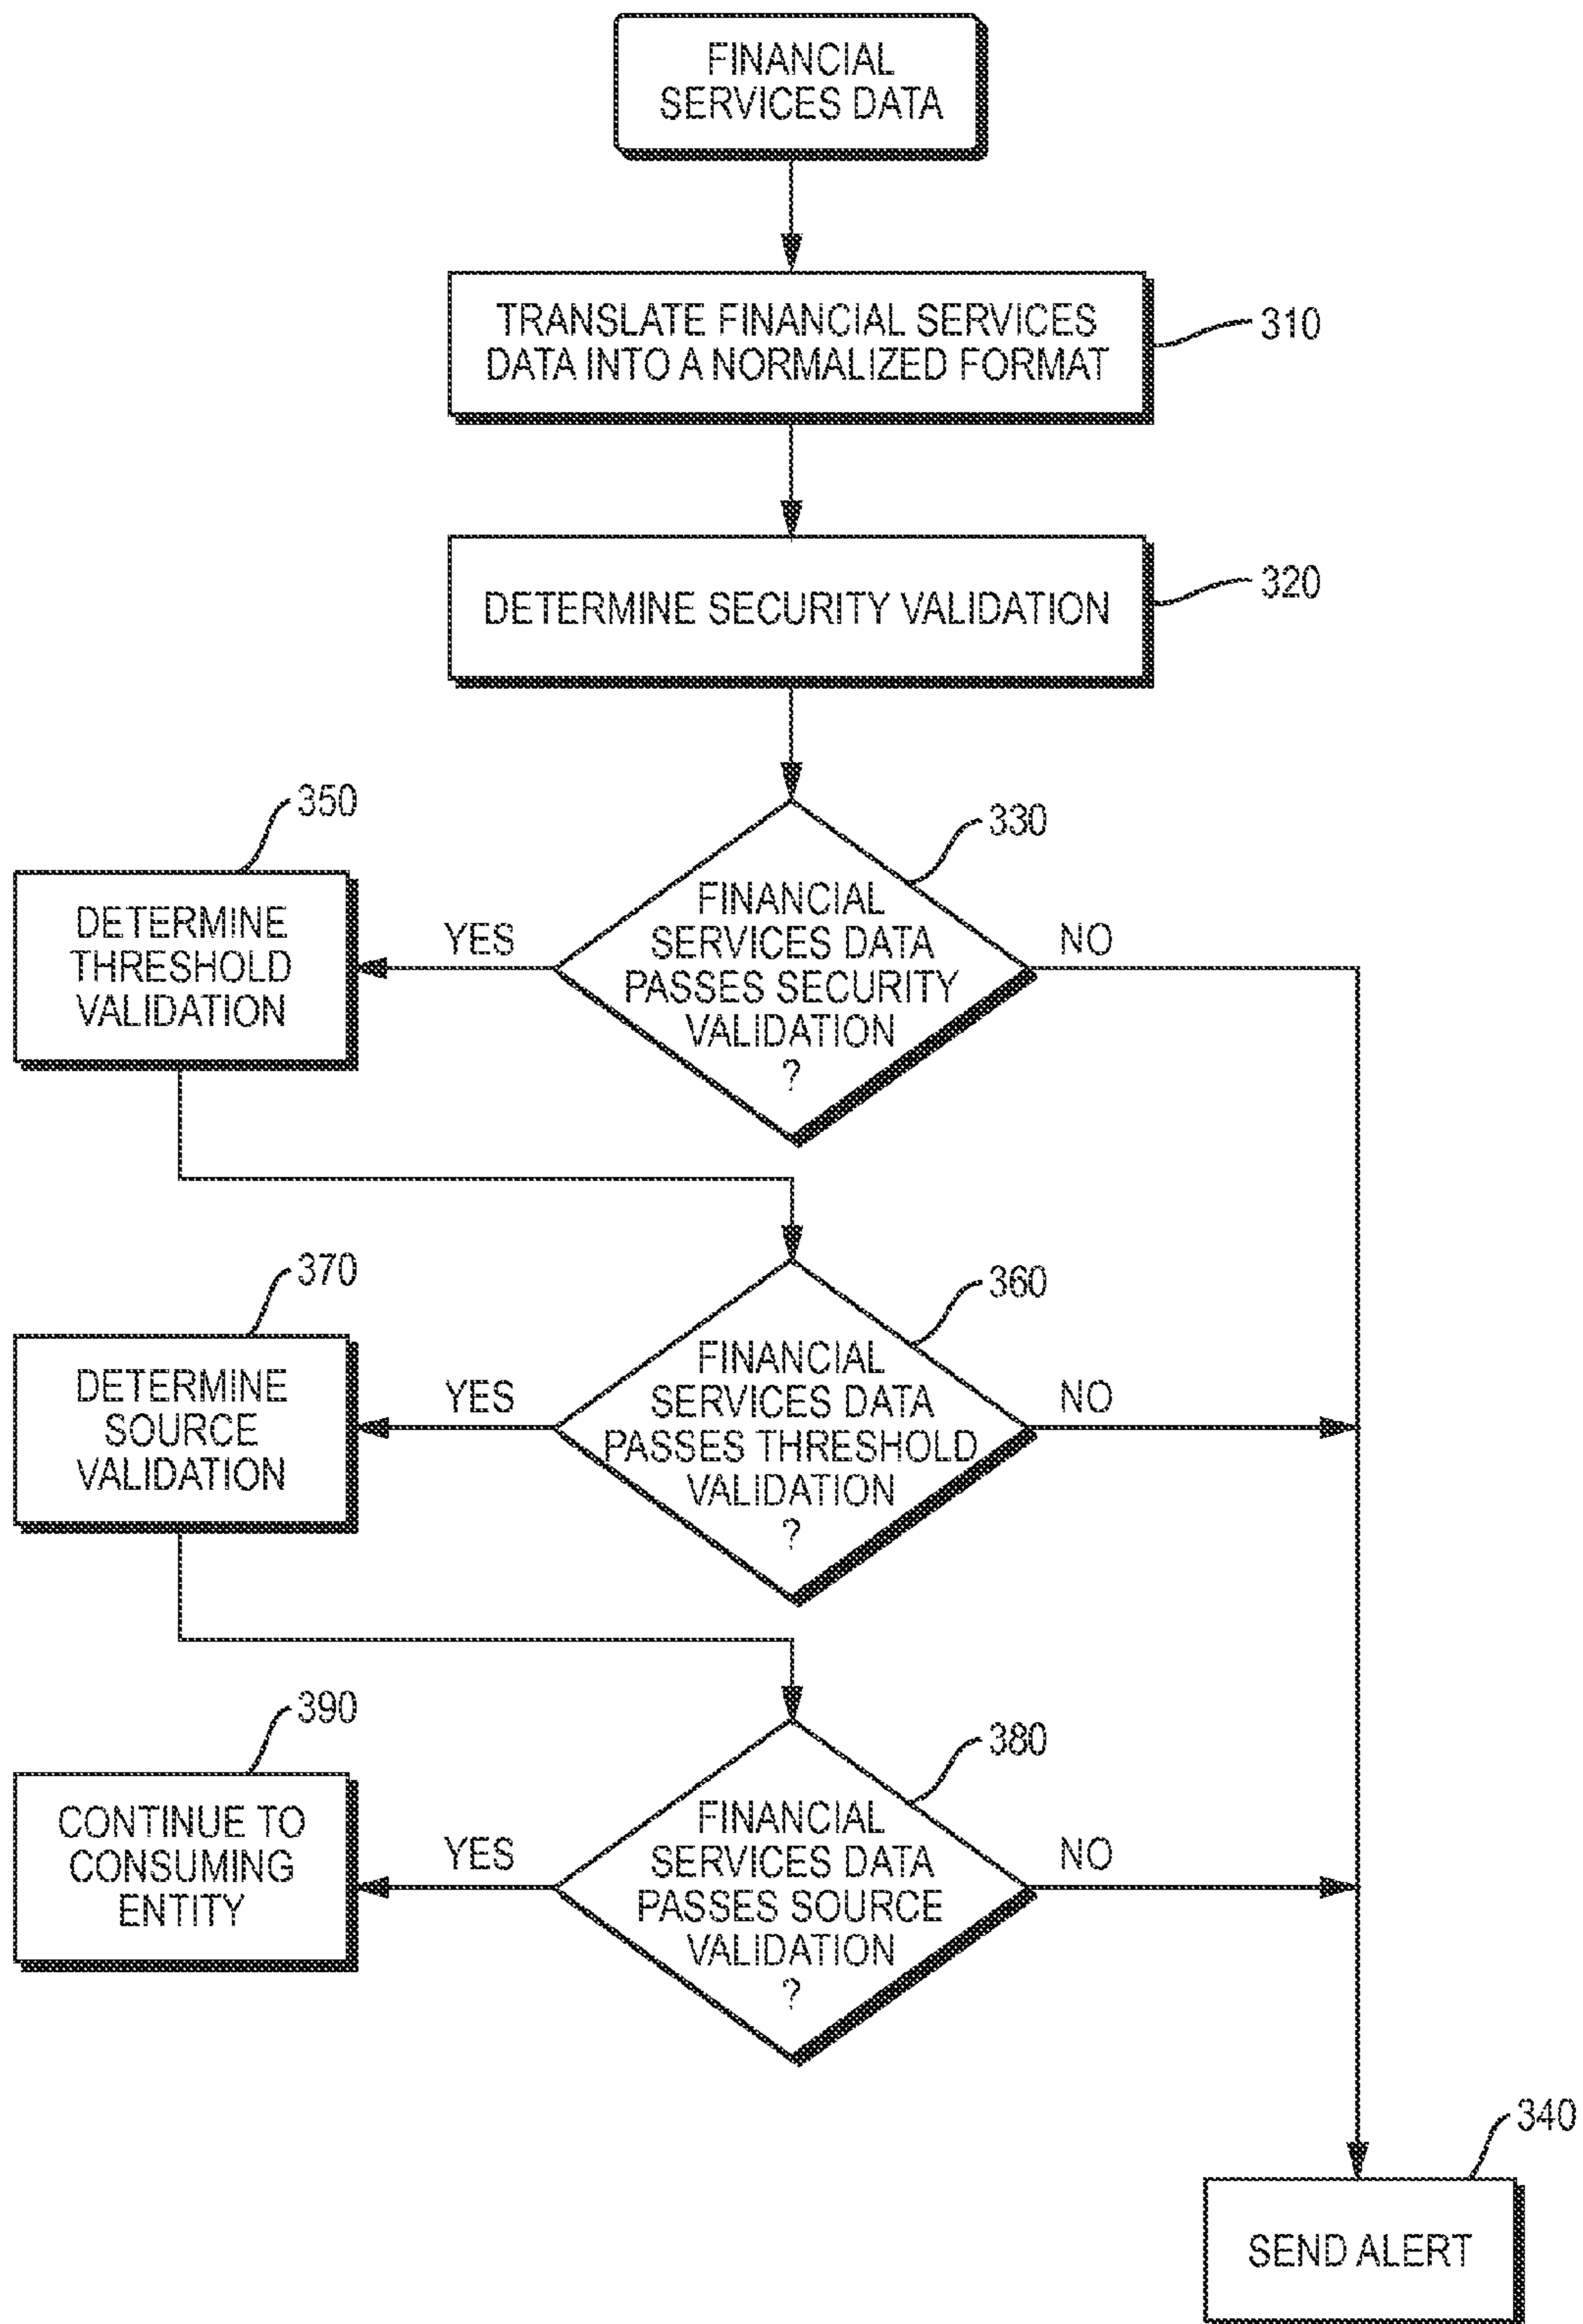 FINANCIAL
SERVICES DATA
TRANSLATE FINANCIAL SERVICES
DATA INTO A NORMALIZED FORMAT
310
DETERMINE SECURITY VALIDATION
320
350
DETERMINE
THRESHOLD
VALIDATION
YES
330
FINANCIAL
SERVICES DATA
PASSES SECURITY
VALIDATION
?
NO
370
DETERMINE
SOURCE
VALIDATION
YES
360
FINANCIAL
SERVICES DATA
PASSES THRESHOLD
VALIDATION
?
NO
390
CONTINUE TO
CONSUMING
ENTITY
YES
380
FINANCIAL
SERVICES DATA
PASSES SOURCE
VALIDATION
?
NO
340
SEND ALERT